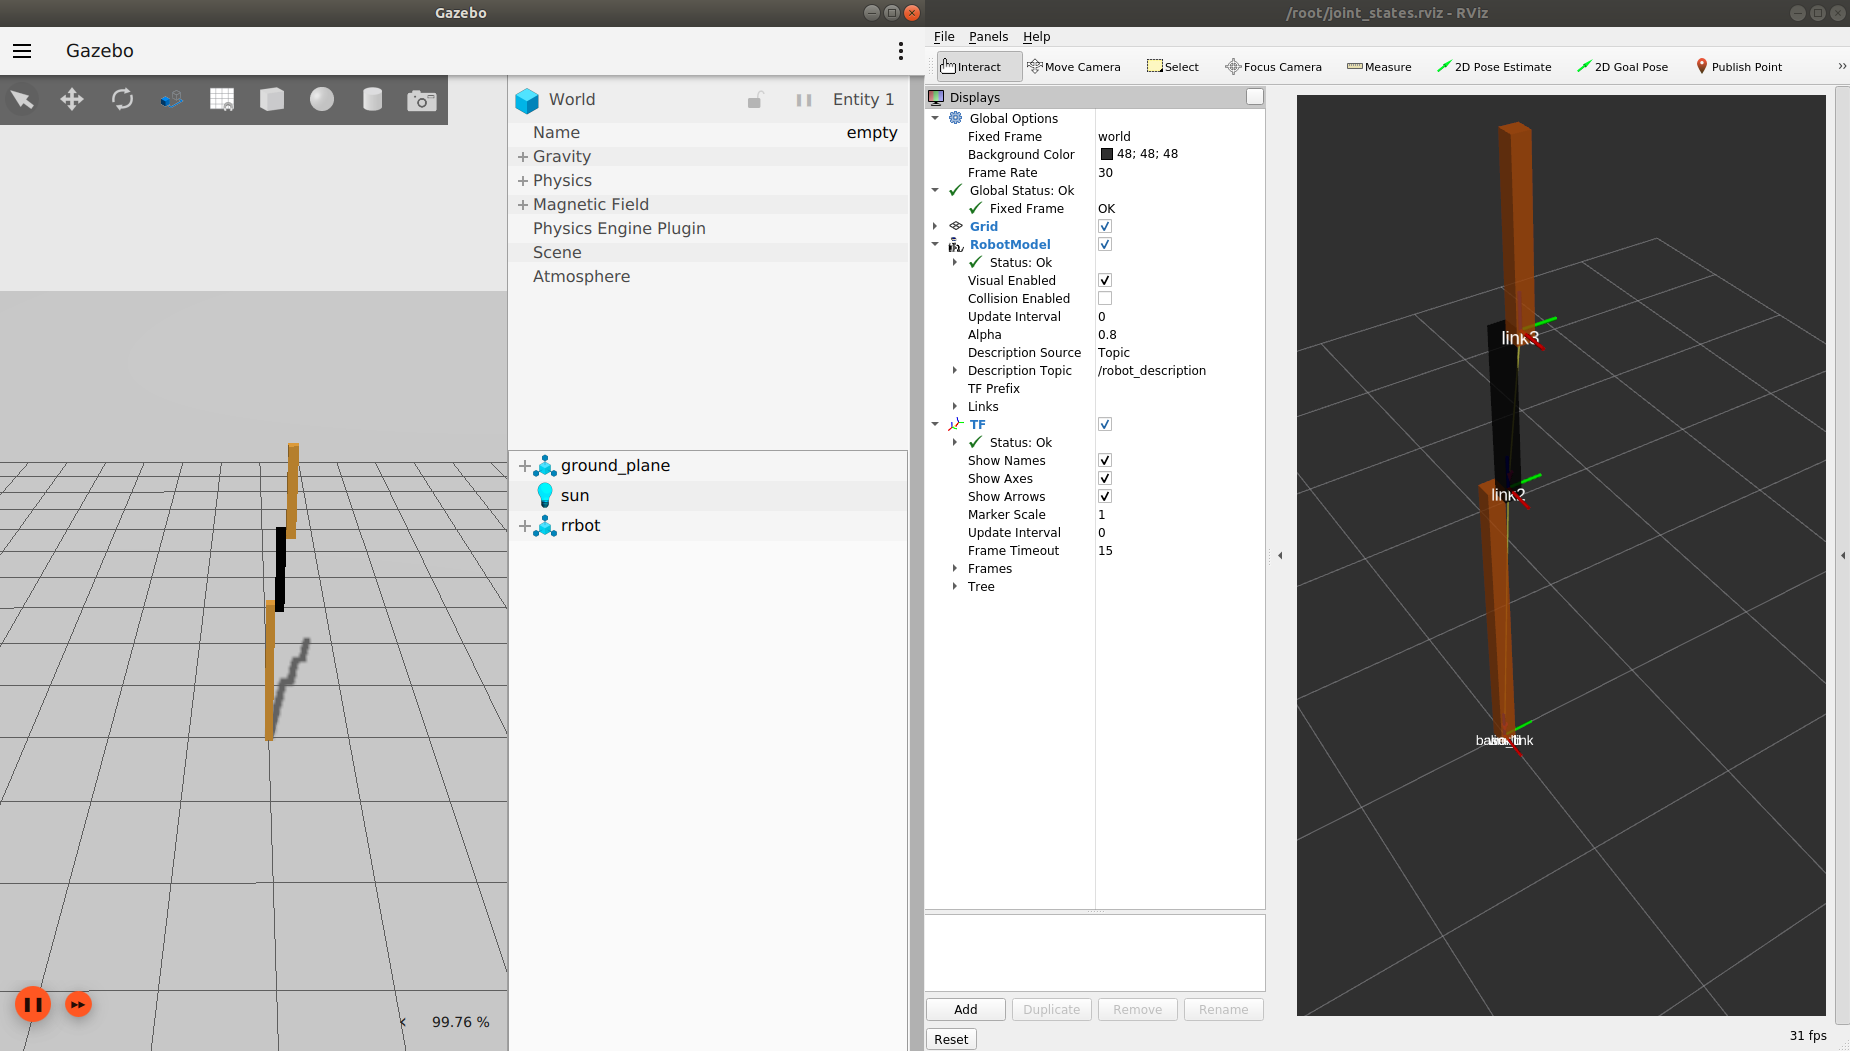 Gazebo
Gazebo
World
Entity 1
Name
empty
Gravity
Physics
Magnetic Field
Physics Engine Plugin
Scene
Atmosphere
ground_plane
sun
rrbot
99.76 %
/root/joint_states.rviz - RViz
File Panels Help
Interact Move Camera Select Focus Camera Measure 2D Pose Estimate 2D Goal Pose Publish Point
Displays
Global Options
Fixed Frame world
Background Color 48; 48; 48
Frame Rate 30
Global Status: Ok
Fixed Frame OK
Grid
RobotModel
Status: Ok
Visual Enabled
Collision Enabled
Update Interval 0
Alpha 0.8
Description Source Topic
Description Topic /robot_description
TF Prefix
Links
TF
Status: Ok
Show Names
Show Axes
Show Arrows
Marker Scale 1
Update Interval 0
Frame Timeout 15
Frames
Tree
Add Duplicate Remove Rename
Reset
link3
link2
31 fps